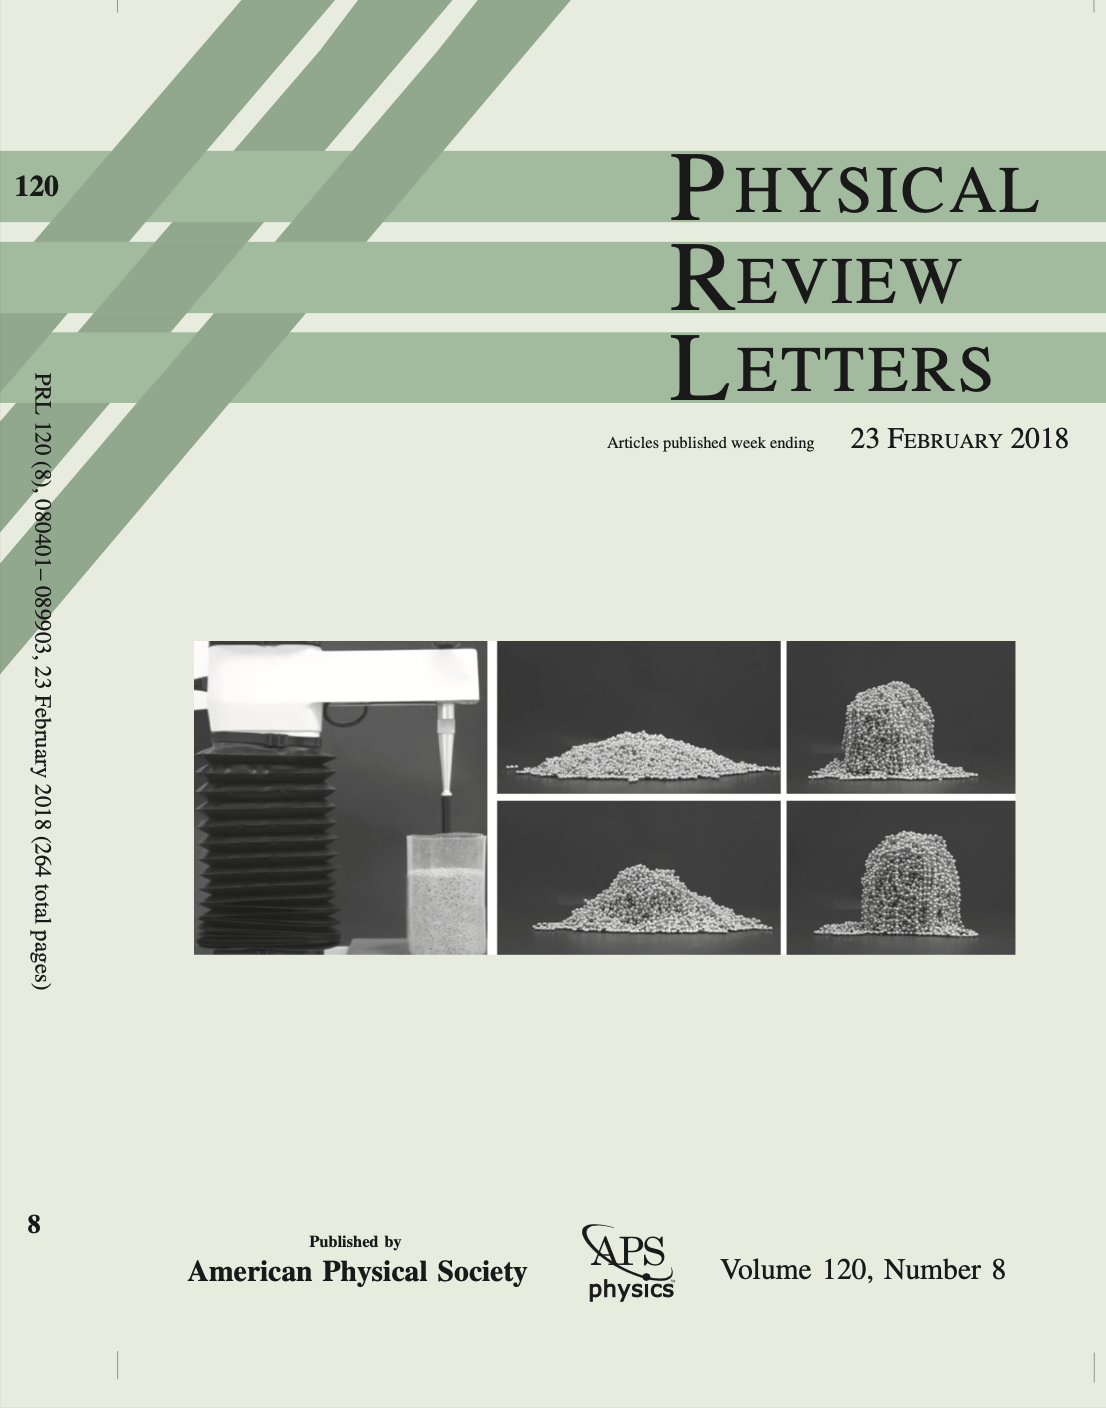 120
PHYSICAL
REVIEW
LETTERS
Articles published week ending 23 FEBRUARY 2018
PRL 120 (8), 080401–089903, 23 February 2018 (264 total pages)
8
Published by
American Physical Society
APS
physics
Volume 120, Number 8